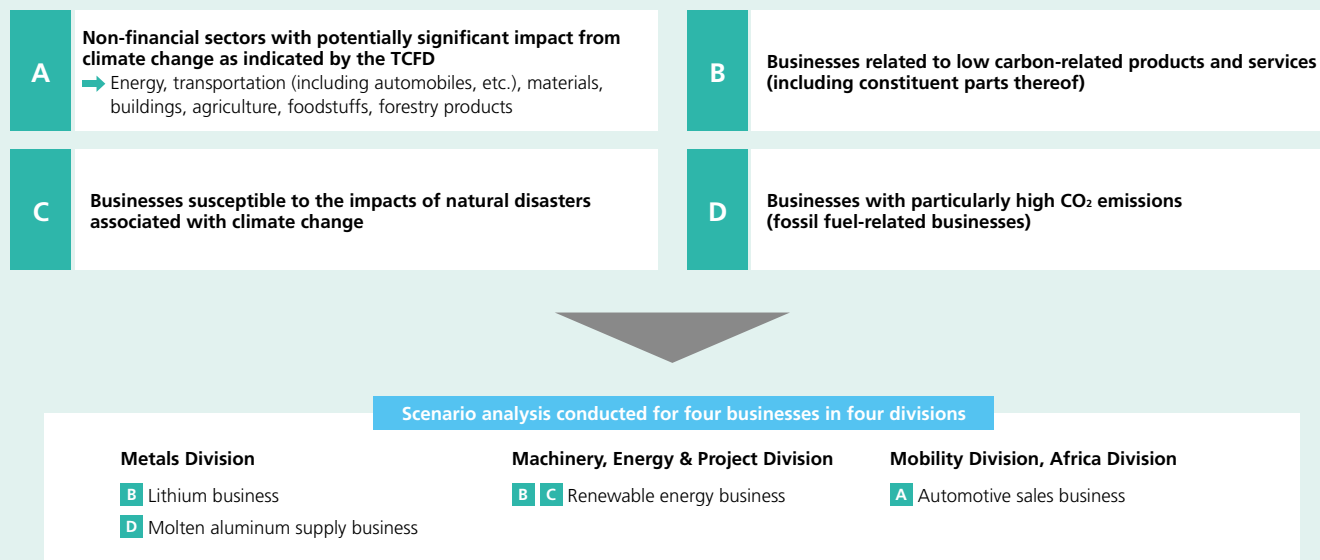 A
Non-financial sectors with potentially significant impact from
climate change as indicated by the TCFD
Energy, transportation (including automobiles, etc.), materials,
buildings, agriculture, foodstuffs, forestry products
B
Businesses related to low carbon-related products and services
(including constituent parts thereof)
C
Businesses susceptible to the impacts of natural disasters
associated with climate change
D
Businesses with particularly high CO₂ emissions
(fossil fuel-related businesses)
Scenario analysis conducted for four businesses in four divisions
Metals Division
B Lithium business
D Molten aluminum supply business
Machinery, Energy & Project Division
B C Renewable energy business
Mobility Division, Africa Division
A Automotive sales business